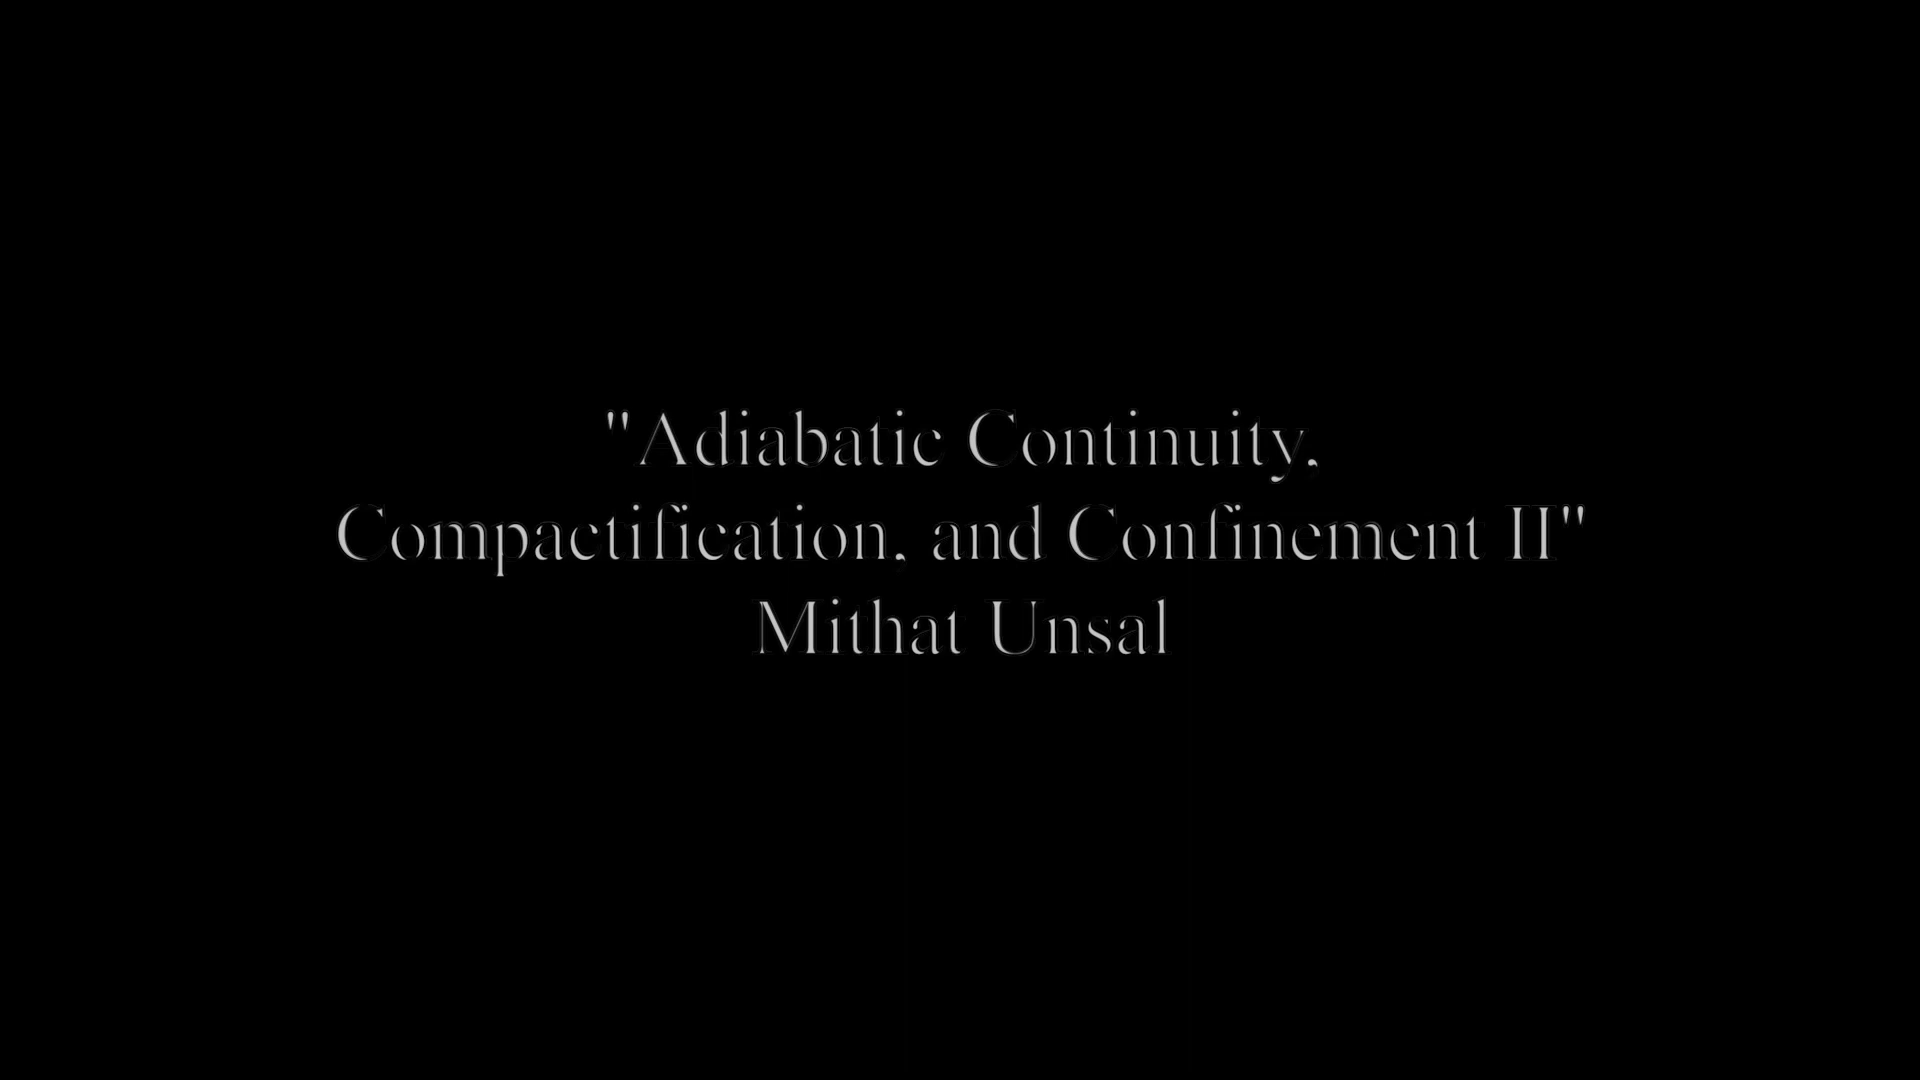 "Adiabatic Continuity,
Compactification, and Confinement II"
Mithat Unsal